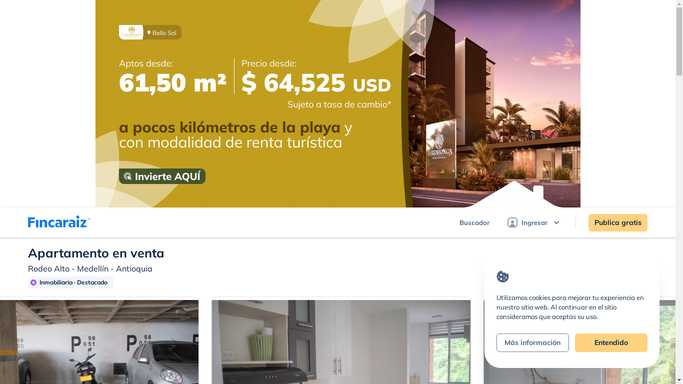 Bello Sol
Aptos desde:
61,50 m²
Precio desde:
$ 64,525 USD
Sujeto a tasa de cambio*
a pocos kilómetros de la playa y
con modalidad de renta turística
Invierte AQUÍ
Fincaraiz
Buscador
Ingresar
Publica gratis
Apartamento en venta
Rodeo Alto - Medellín - Antioquia
Inmobiliaria · Destacado
Utilizamos cookies para mejorar tu experiencia en
nuestro sitio web. Al continuar en el sitio
consideramos que aceptas su uso.
Más información
Entendido